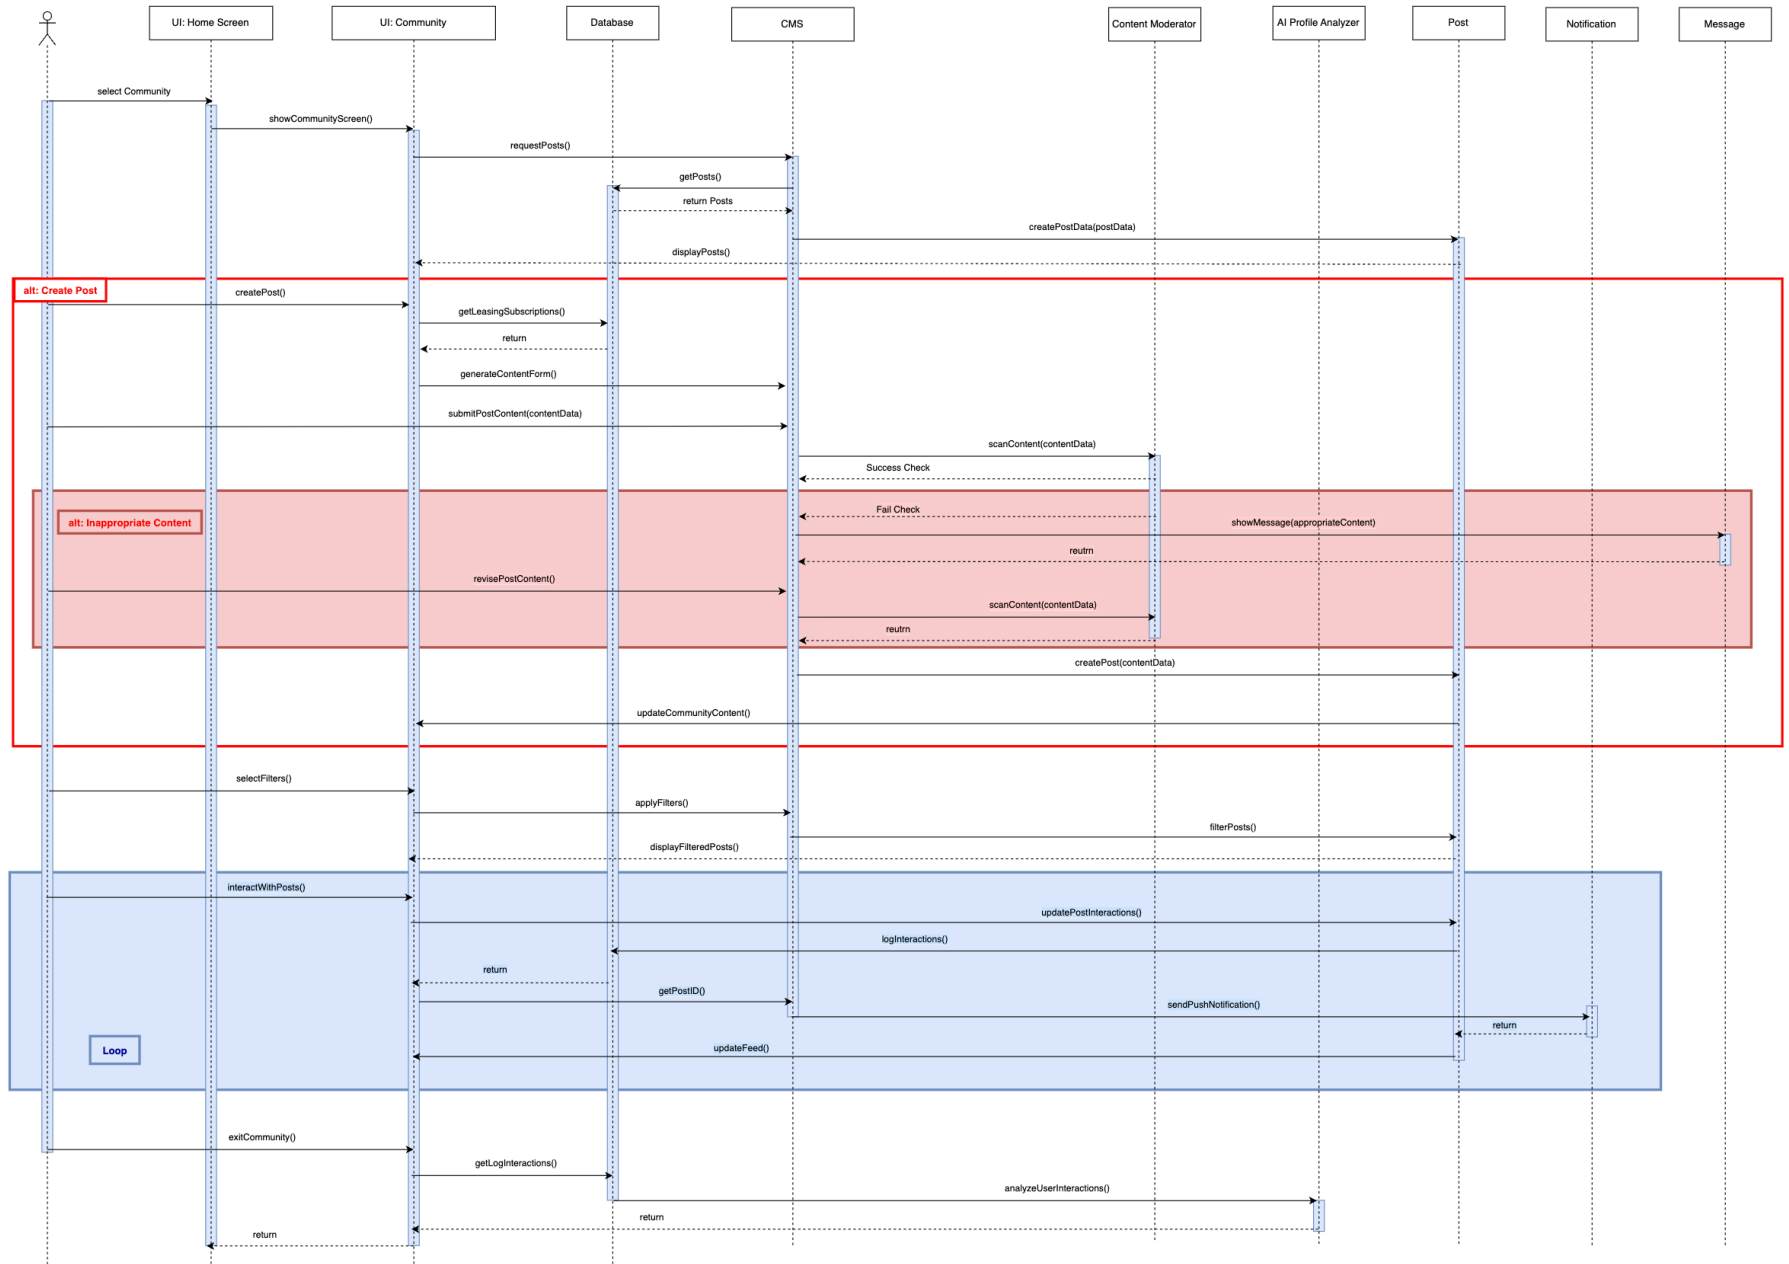 UI: Home Screen
UI: Community
Database
CMS
Content Moderator
AI Profile Analyzer
Post
Notification
Message
select Community
showCommunityScreen()
requestPosts()
getPosts()
return Posts
createPostData(postData)
displayPosts()
alt: Create Post
createPost()
getLeasingSubscriptions()
return
generateContentForm()
submitPostContent(contentData)
scanContent(contentData)
Success Check
Fail Check
alt: Inappropriate Content
showMessage(appropriateContent)
reutrn
revisePostContent()
scanContent(contentData)
reutrn
createPost(contentData)
updateCommunityContent()
selectFilters()
applyFilters()
filterPosts()
displayFilteredPosts()
interactWithPosts()
updatePostInteractions()
logInteractions()
return
getPostID()
sendPushNotification()
return
updateFeed()
Loop
exitCommunity()
getLogInteractions()
analyzeUserInteractions()
return
return